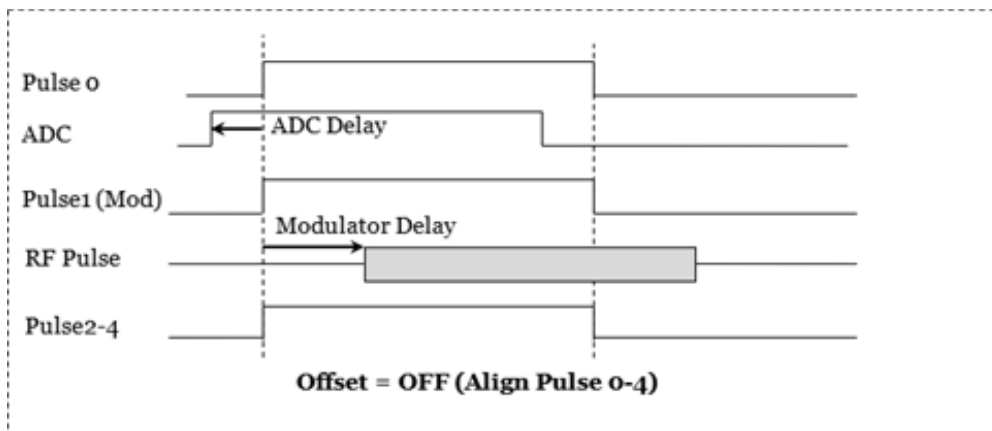 Pulse 0
ADC
ADC Delay
Pulse1 (Mod)
Modulator Delay
RF Pulse
Pulse2-4
Offset = OFF (Align Pulse 0-4)